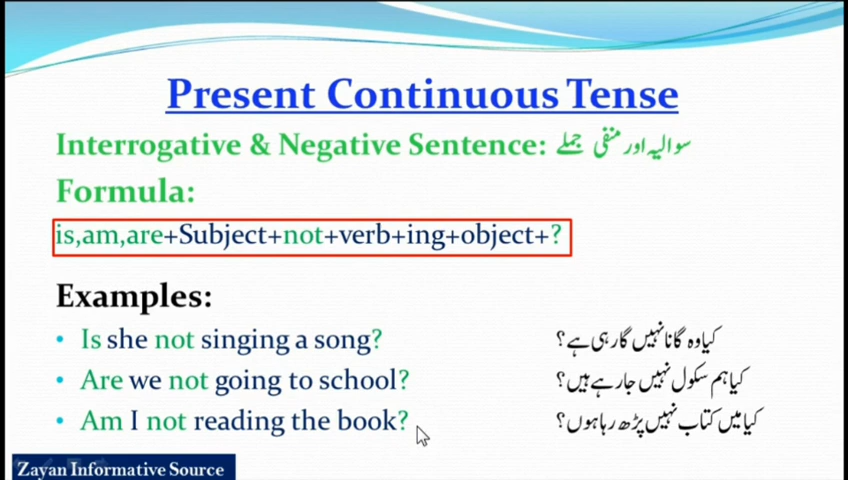 Present Continuous Tense
Interrogative & Negative Sentence: سوالیہ اور منفی جملے
Formula:
is,am,are+Subject+not+verb+ing+object+?
Examples:
• Is she not singing a song? کیا وہ گانا نہیں گا رہی ہے؟
• Are we not going to school? کیا ہم سکول نہیں جا رہے ہیں؟
• Am I not reading the book? کیا میں کتاب نہیں پڑھ رہا ہوں؟
Zayan Informative Source